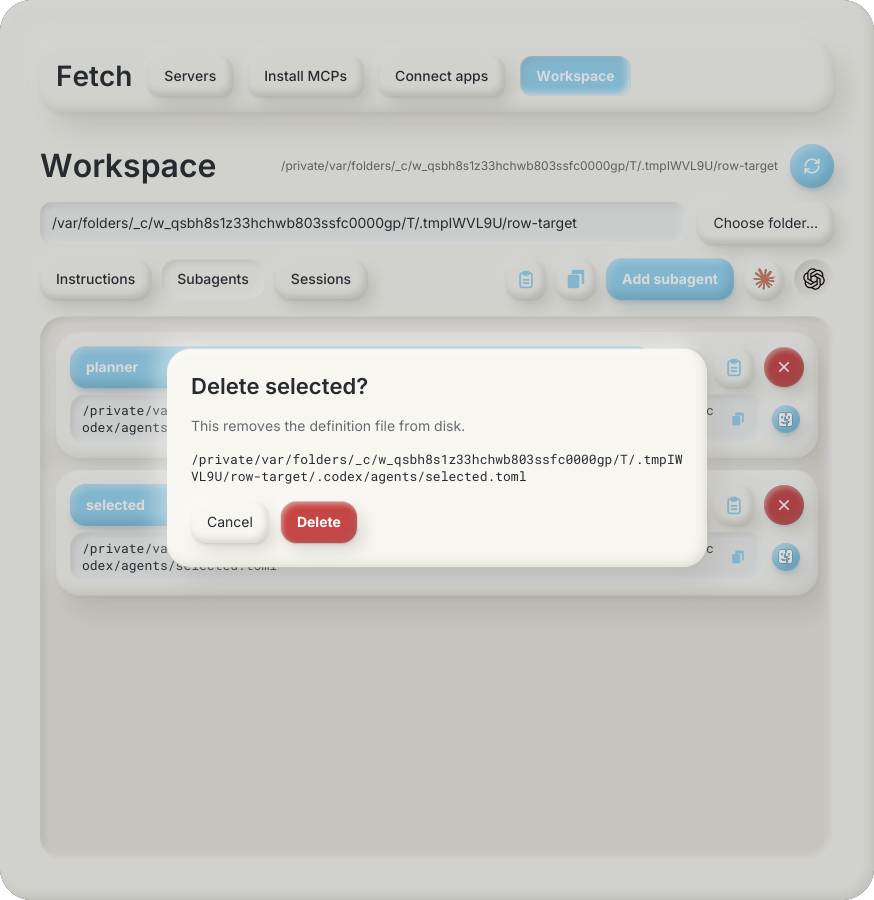 Fetch
Servers
Install MCPs
Connect apps
Workspace
Workspace
/private/var/folders/_c/w_qsbh8s1z33hchwb803ssfc0000gp/T/.tmpIWVL9U/row-target
/var/folders/_c/w_qsbh8s1z33hchwb803ssfc0000gp/T/.tmpIWVL9U/row-target
Choose folder...
Instructions
Subagents
Sessions
Add subagent
planner
/private/va
c
odex/agents
Delete selected?
This removes the definition file from disk.
/private/var/folders/_c/w_qsbh8s1z33hchwb803ssfc0000gp/T/.tmpIW
VL9U/row-target/.codex/agents/selected.toml
Cancel
Delete
selected
/private/va
c
odex/agents/selected.toml